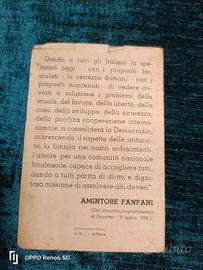 "Dando a tutti gli Italiani la spe-
ranza oggi - con i propositi for-
mulati - la certezza domani - con i
propositi mantenuti - di vedere av-
viati a soluzione i problemi della
scuola, del lavoro, della libertà, della
casa, dello sviluppo, della sicurezza,
della pacifica cooperazione interna-
zionale, si consoliderà la Democrazia,
accrescendo il rispetto delle istituzio-
ni, la fiducia nei nostri ordinamenti,
l'amore per una comunità nazionale
finalmente capace di accogliere tutti,
dando a tutti parità di diritti e digni-
tosa missione di assolvere alti doveri"
AMINTORE FANFANI
(Dal discorso programmatico
di Governo - 9 luglio 1958)
OPPO Reno6 5G